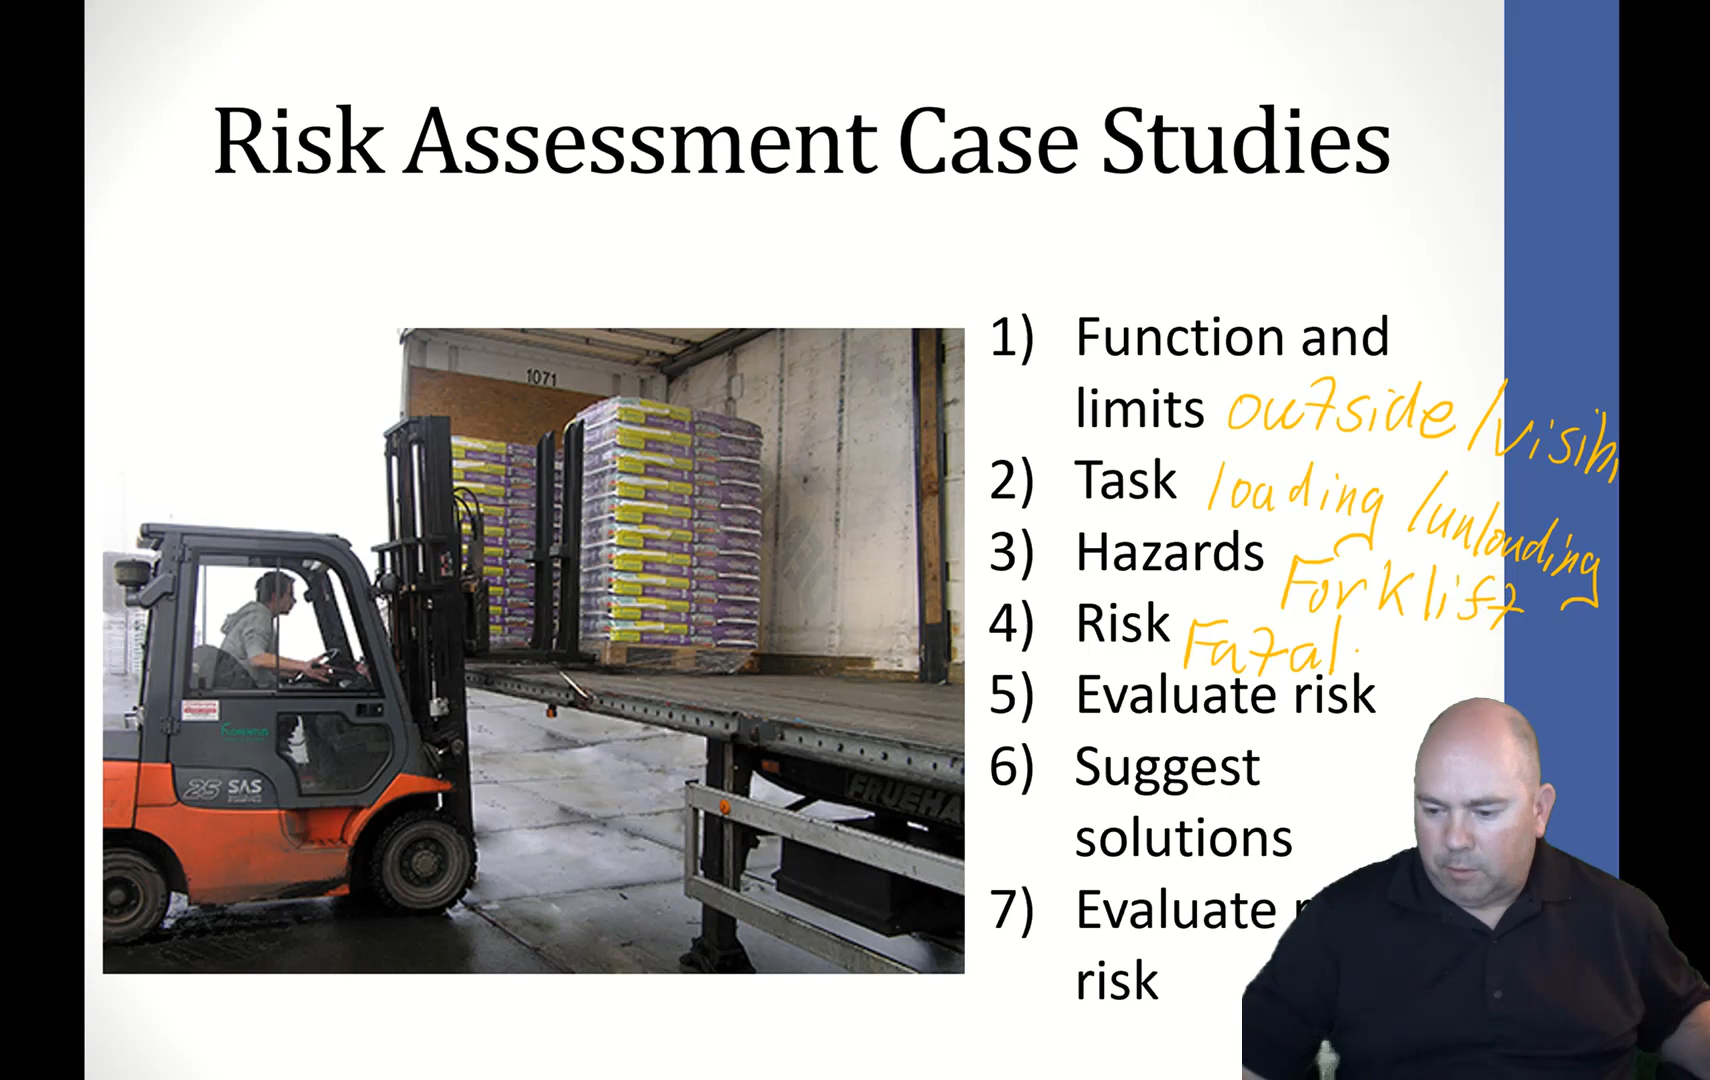 Risk Assessment Case Studies
1071
FLORENTUS
25 SAS
FRUEHA
1) Function and
limits outside / visib
2) Task loading / unloading
3) Hazards Forklift
4) Risk Fatal
5) Evaluate risk
6) Suggest
solutions
7) Evaluate r
risk